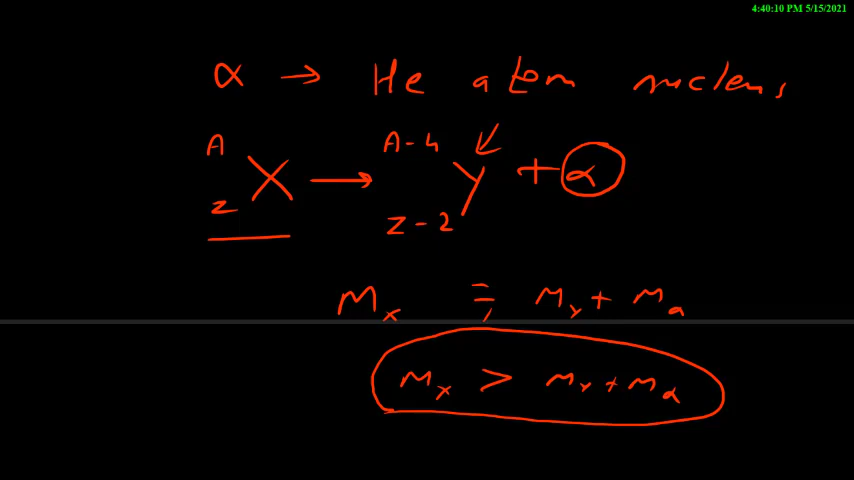 4:40:10 PM 5/15/2021
α → He atom nucleus
A X Z → A-4 Y Z-2 + α
Mx = My + Mα
Mx > My + Mα